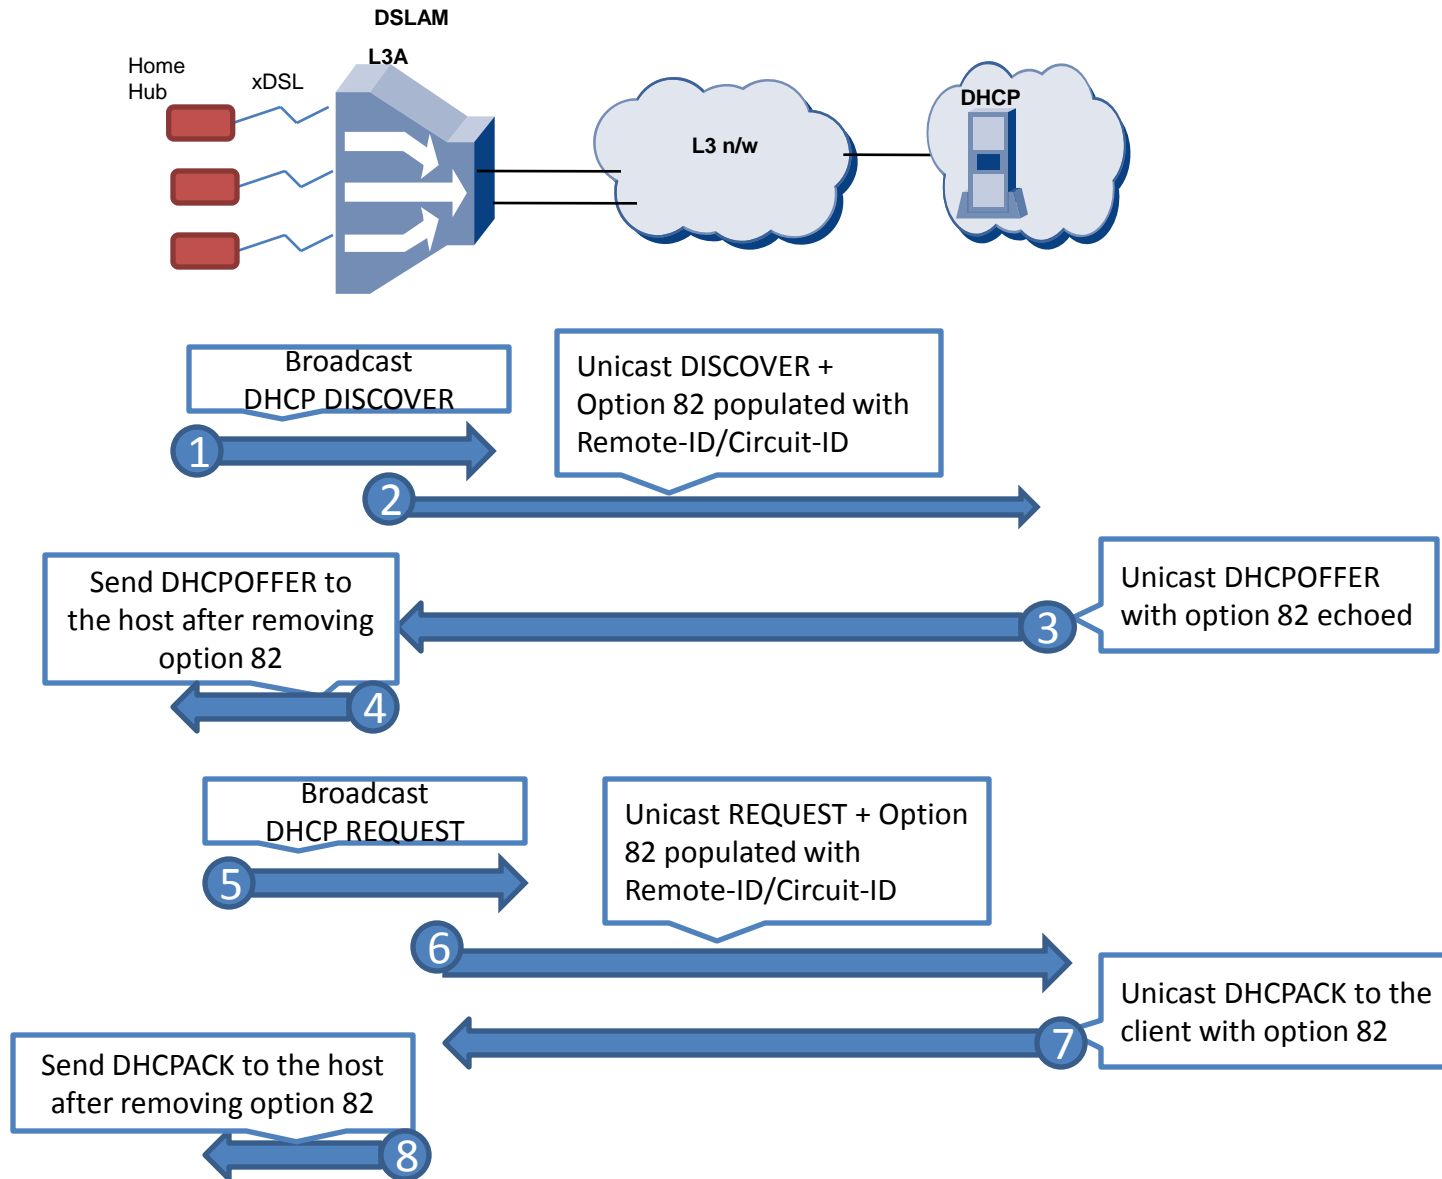 DSLAM
L3A
Home
Hub
xDSL
L3 n/w
DHCP
Broadcast
DHCP DISCOVER
Unicast DISCOVER +
Option 82 populated with
Remote-ID/Circuit-ID
1
2
Send DHCPOFFER to
the host after removing
option 82
Unicast DHCPOFFER
with option 82 echoed
3
4
Broadcast
DHCP REQUEST
Unicast REQUEST + Option
82 populated with
Remote-ID/Circuit-ID
5
6
Unicast DHCPACK to the
client with option 82
7
Send DHCPACK to the host
after removing option 82
8